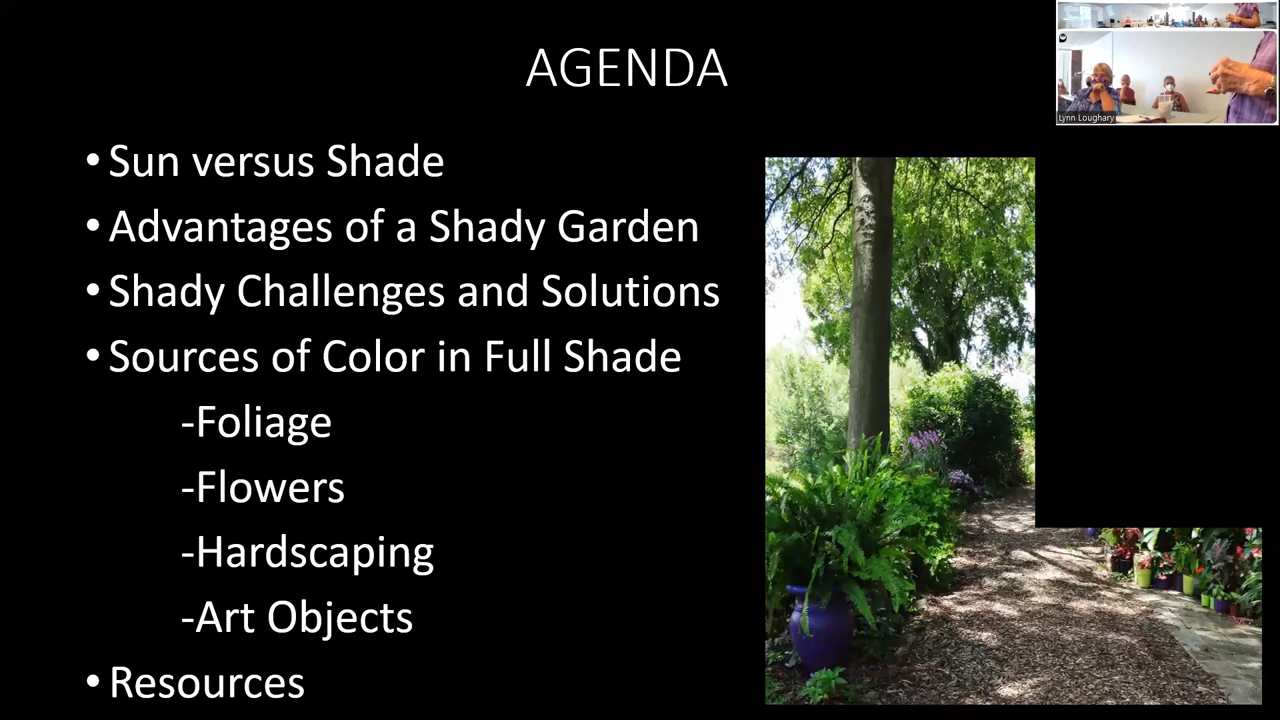 AGENDA
• Sun versus Shade
• Advantages of a Shady Garden
• Shady Challenges and Solutions
• Sources of Color in Full Shade
-Foliage
-Flowers
-Hardscaping
-Art Objects
• Resources
Lynn Loughary